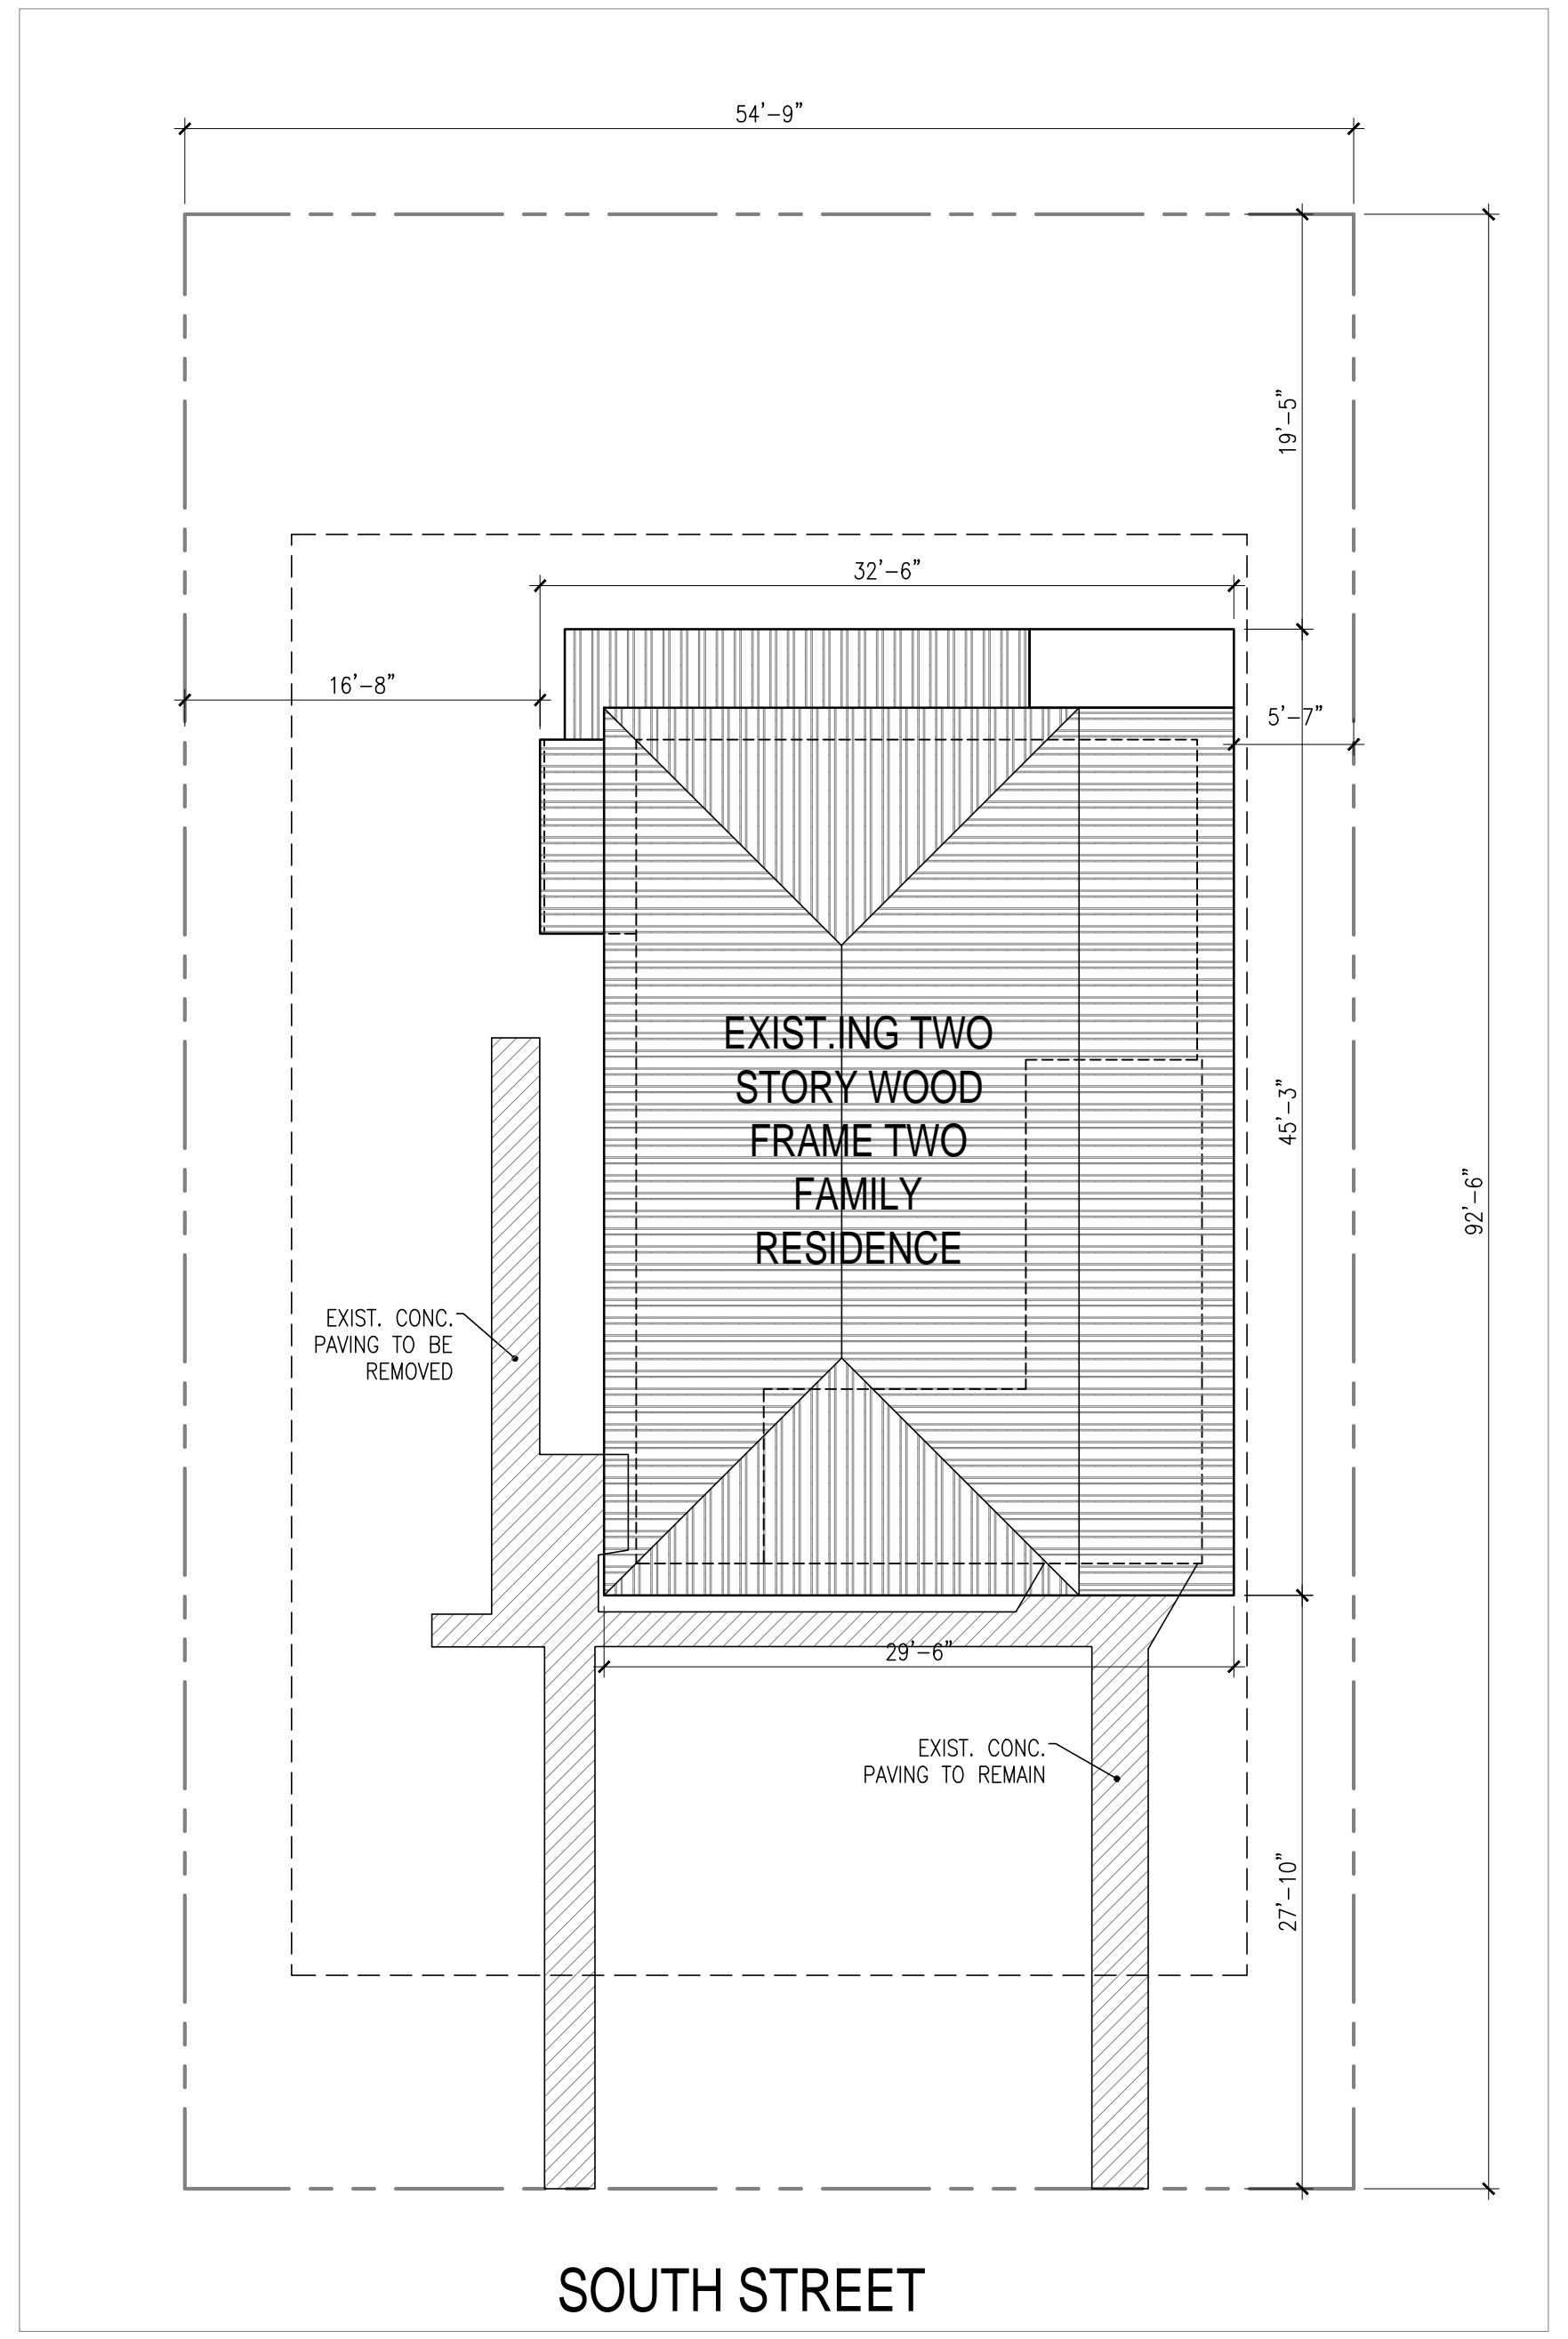 54'-9"
19'-5"
32'-6"
16'-8"
5'-7"
EXIST.ING TWO
STORY WOOD
FRAME TWO
FAMILY
RESIDENCE
45'-3"
92'-6"
EXIST. CONC.
PAVING TO BE
REMOVED
29'-6"
EXIST. CONC.
PAVING TO REMAIN
27'-10"
SOUTH STREET